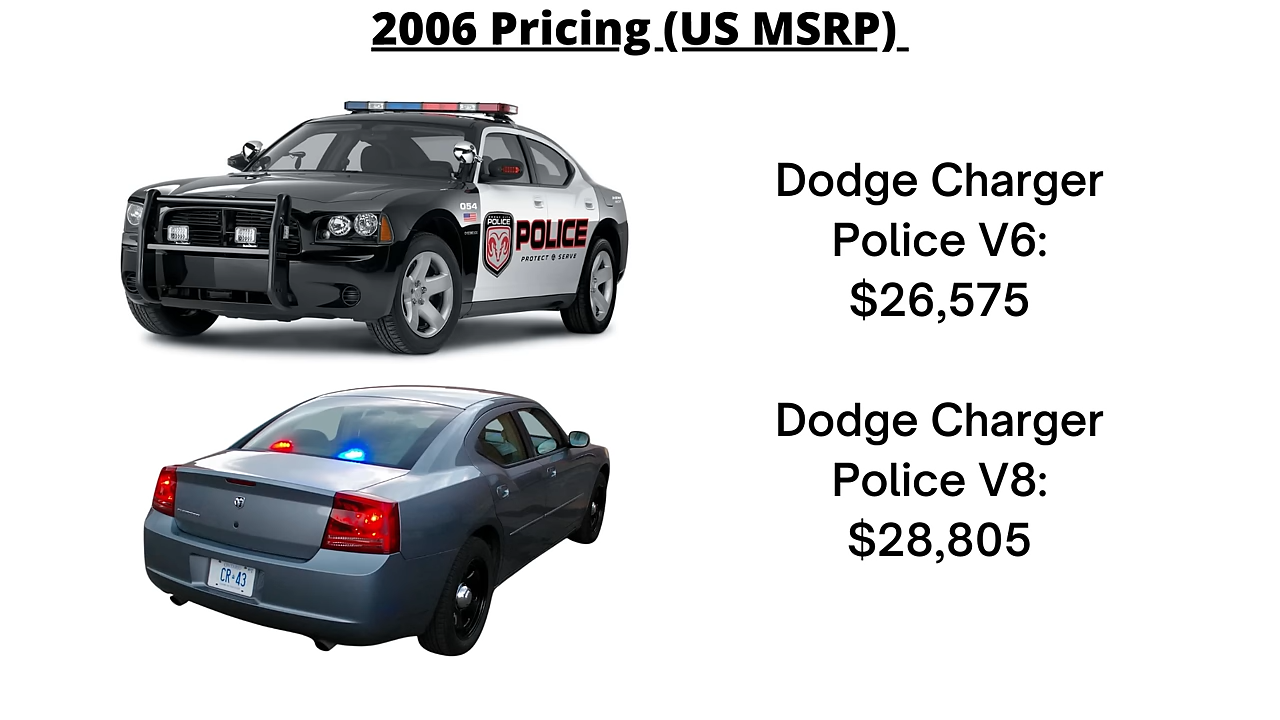 2006 Pricing (US MSRP)
Dodge Charger
Police V6:
$26,575
054
POLICE
POLICE
PROTECT & SERVE
Dodge Charger
Police V8:
$28,805
CR-43